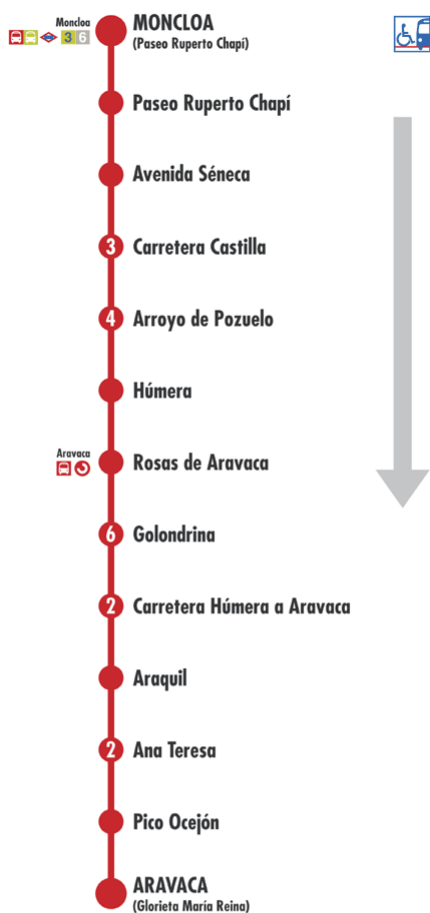 Moncloa
3 6
MONCLOA
(Paseo Ruperto Chapí)
Paseo Ruperto Chapí
Avenida Séneca
3 Carretera Castilla
4 Arroyo de Pozuelo
Húmera
Aravaca
Rosas de Aravaca
6 Golondrina
2 Carretera Húmera a Aravaca
Araquil
2 Ana Teresa
Pico Ocejón
ARAVACA
(Glorieta María Reina)